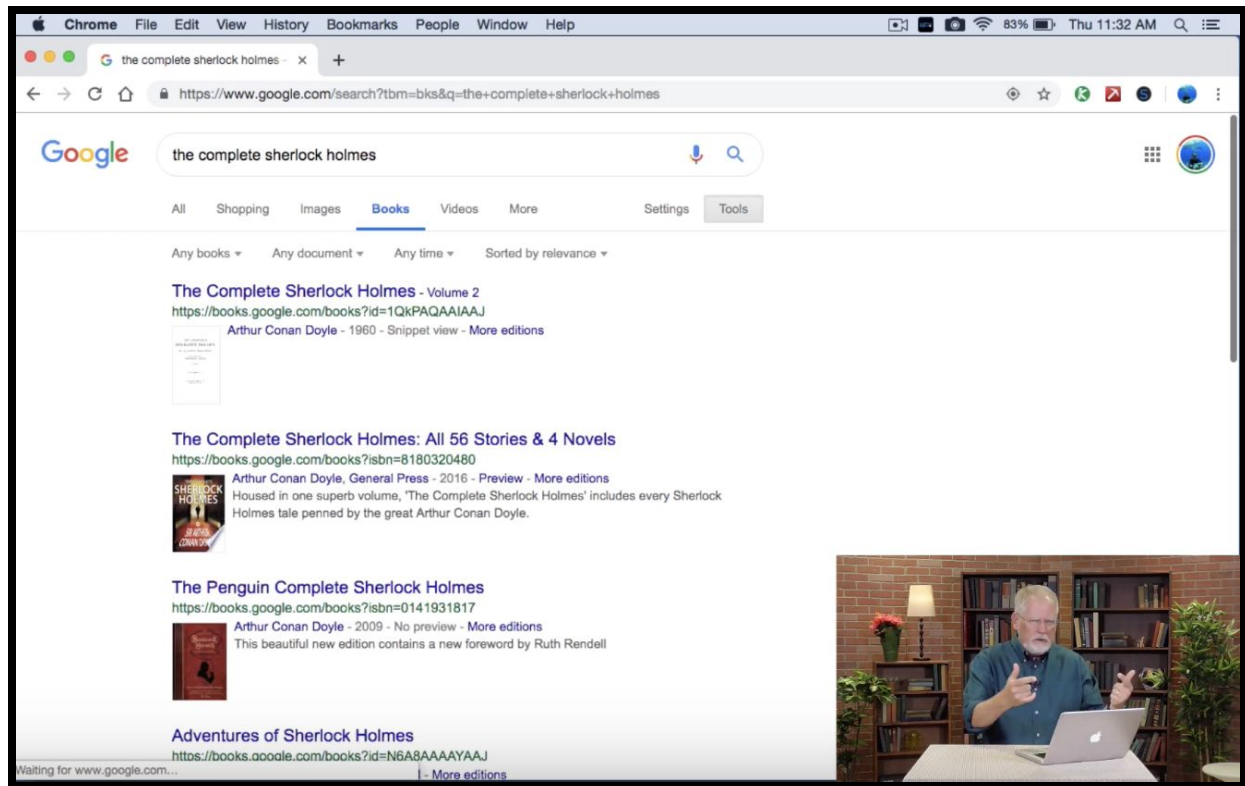 Chrome File Edit View History Bookmarks People Window Help 83% Thu 11:32 AM
the complete sherlock holmes -
https://www.google.com/search?tbm=bks&q=the+complete+sherlock+holmes
Google the complete sherlock holmes
All Shopping Images Books Videos More Settings Tools
Any books Any document Any time Sorted by relevance
The Complete Sherlock Holmes - Volume 2
https://books.google.com/books?id=1QkPAQAAIAAJ
Arthur Conan Doyle - 1960 - Snippet view - More editions
The Complete Sherlock Holmes: All 56 Stories & 4 Novels
https://books.google.com/books?isbn=8180320480
Arthur Conan Doyle, General Press - 2016 - Preview - More editions
Housed in one superb volume, 'The Complete Sherlock Holmes' includes every Sherlock
Holmes tale penned by the great Arthur Conan Doyle.
SHERLOCK
HOLMES
SIR ARTHUR
CONAN DOYLE
The Penguin Complete Sherlock Holmes
https://books.google.com/books?isbn=0141931817
Arthur Conan Doyle - 2009 - No preview - More editions
This beautiful new edition contains a new foreword by Ruth Rendell
Adventures of Sherlock Holmes
https://books.google.com/books?id=N6A8AAAAYAAJ
- More editions
Waiting for www.google.com...